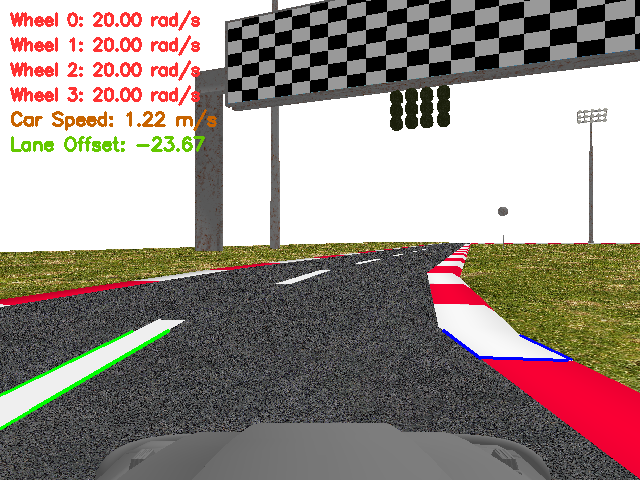 Wheel 0: 20.00 rad/s
Wheel 1: 20.00 rad/s
Wheel 2: 20.00 rad/s
Wheel 3: 20.00 rad/s
Car Speed: 1.22 m/s
Lane Offset: -23.67